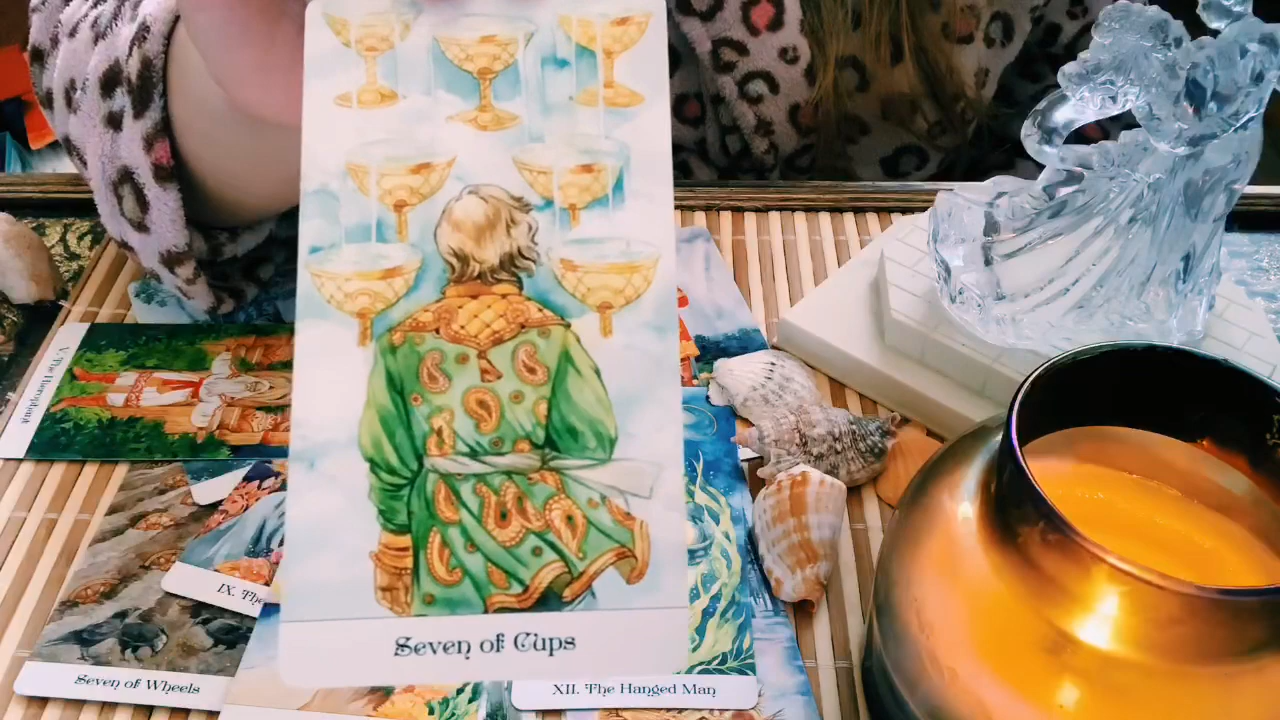 V. The Hierophant
Seven of Cups
IX. The
Seven of Wheels
XII. The Hanged Man